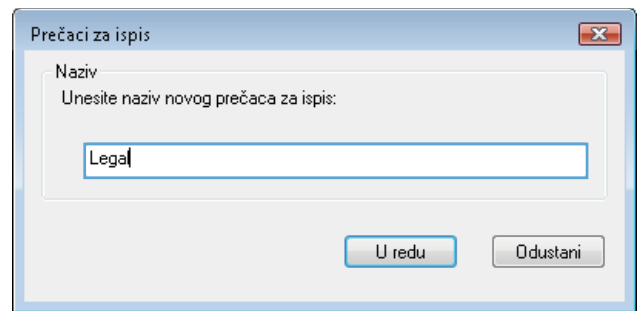 Prečaci za ispis
Naziv
Unesite naziv novog prečaca za ispis:
Legal
U redu
Odustani